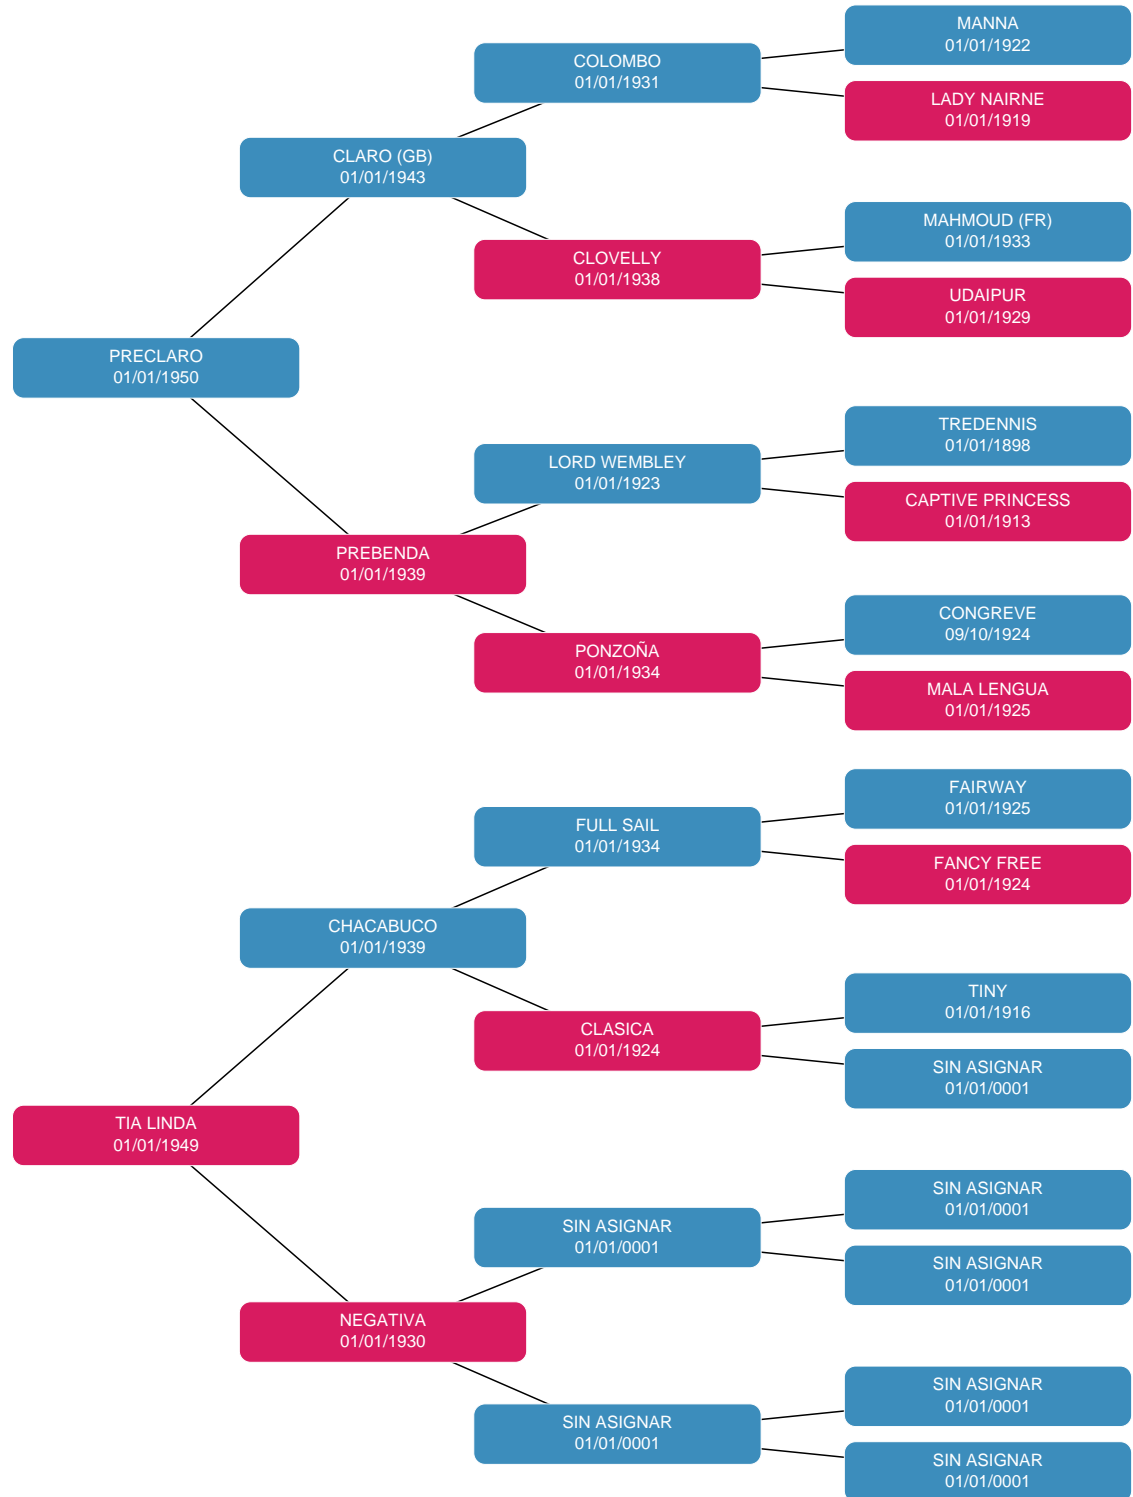 MANNA
01/01/1922
COLOMBO
01/01/1931
LADY NAIRNE
01/01/1919
CLARO (GB)
01/01/1943
MAHMOUD (FR)
01/01/1933
CLOVELLY
01/01/1938
UDAIPUR
01/01/1929
PRECLARO
01/01/1950
TREDENNIS
01/01/1898
LORD WEMBLEY
01/01/1923
CAPTIVE PRINCESS
01/01/1913
PREBENDA
01/01/1939
CONGREVE
09/10/1924
PONZOÑA
01/01/1934
MALA LENGUA
01/01/1925
FAIRWAY
01/01/1925
FULL SAIL
01/01/1934
FANCY FREE
01/01/1924
CHACABUCO
01/01/1939
TINY
01/01/1916
CLASICA
01/01/1924
SIN ASIGNAR
01/01/0001
TIA LINDA
01/01/1949
SIN ASIGNAR
01/01/0001
SIN ASIGNAR
01/01/0001
SIN ASIGNAR
01/01/0001
NEGATIVA
01/01/1930
SIN ASIGNAR
01/01/0001
SIN ASIGNAR
01/01/0001
SIN ASIGNAR
01/01/0001